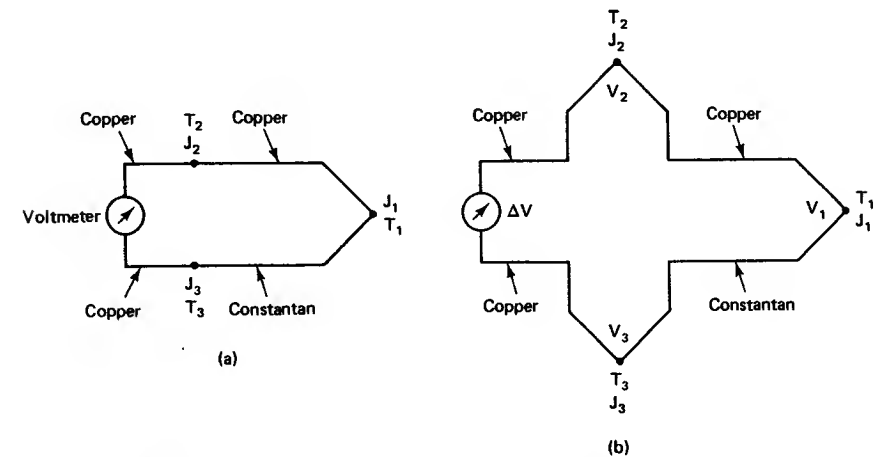 Copper
T2
J2
Copper
Voltmeter
J1
T1
Copper
J3
T3
Constantan
(a)
T2
J2
V2
Copper
Copper
ΔV
V1
T1
J1
Copper
Constantan
V3
T3
J3
(b)